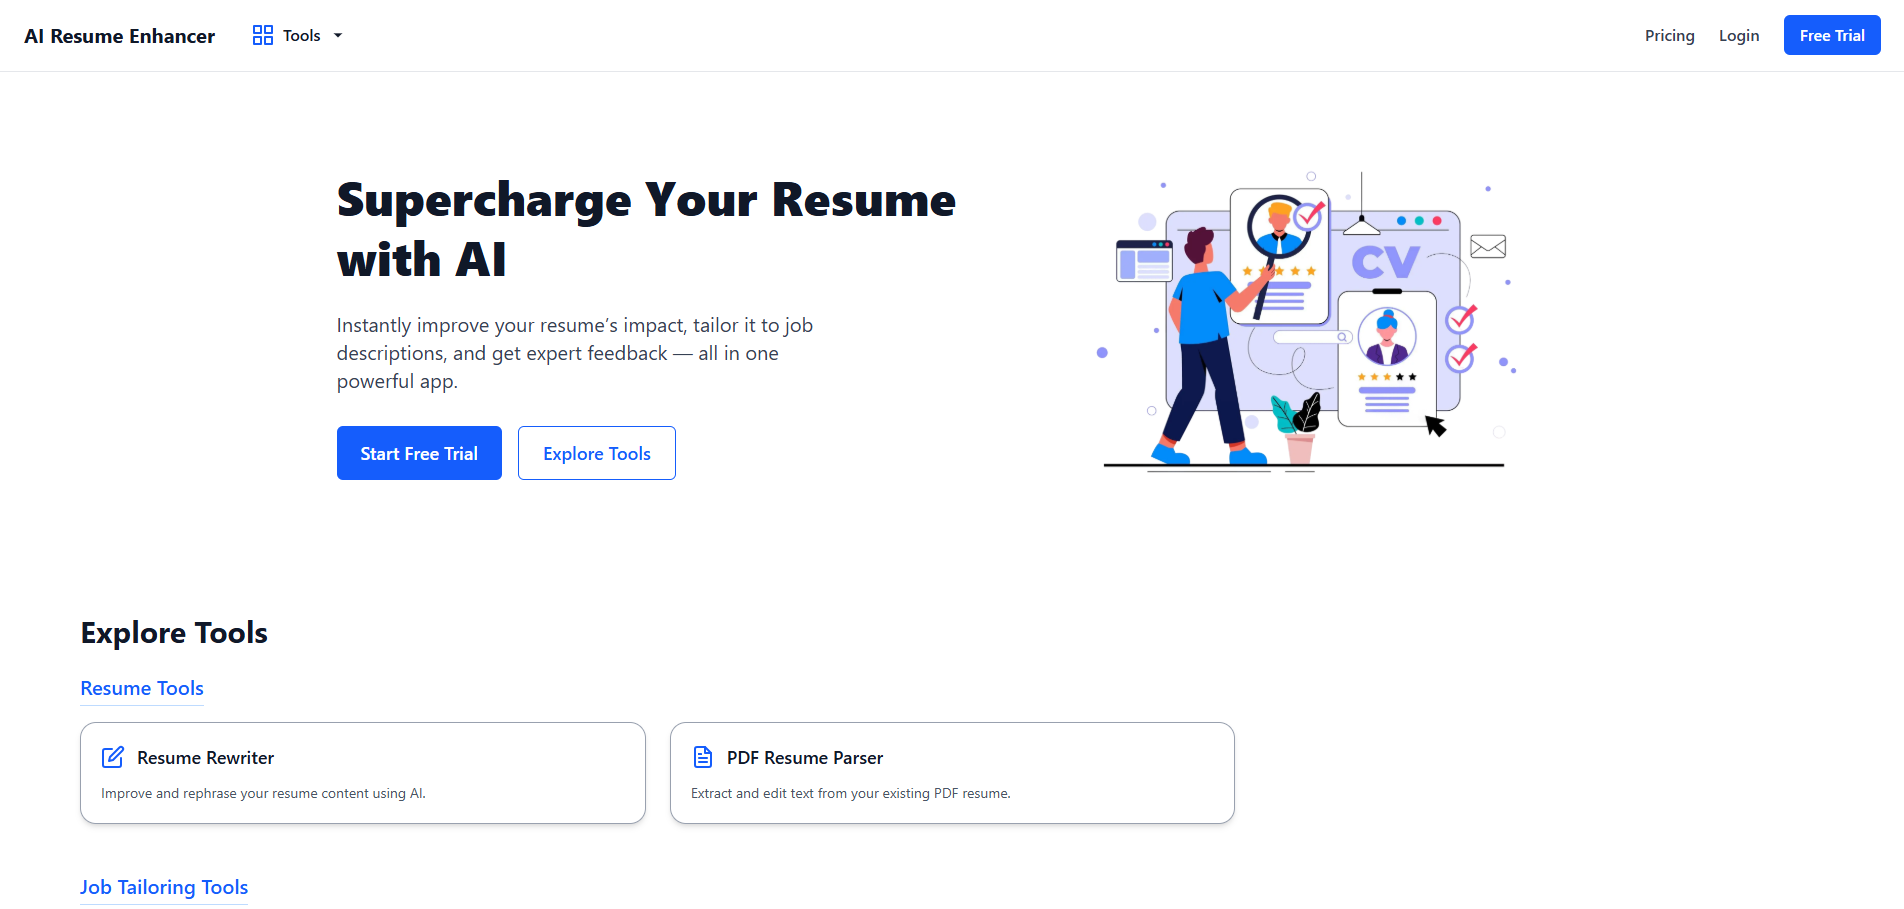 AI Resume Enhancer
Tools
Pricing
Login
Free Trial
Supercharge Your Resume
with AI
Instantly improve your resume’s impact, tailor it to job
descriptions, and get expert feedback — all in one
powerful app.
Start Free Trial
Explore Tools
CV
Explore Tools
Resume Tools
Resume Rewriter
Improve and rephrase your resume content using AI.
PDF Resume Parser
Extract and edit text from your existing PDF resume.
Job Tailoring Tools